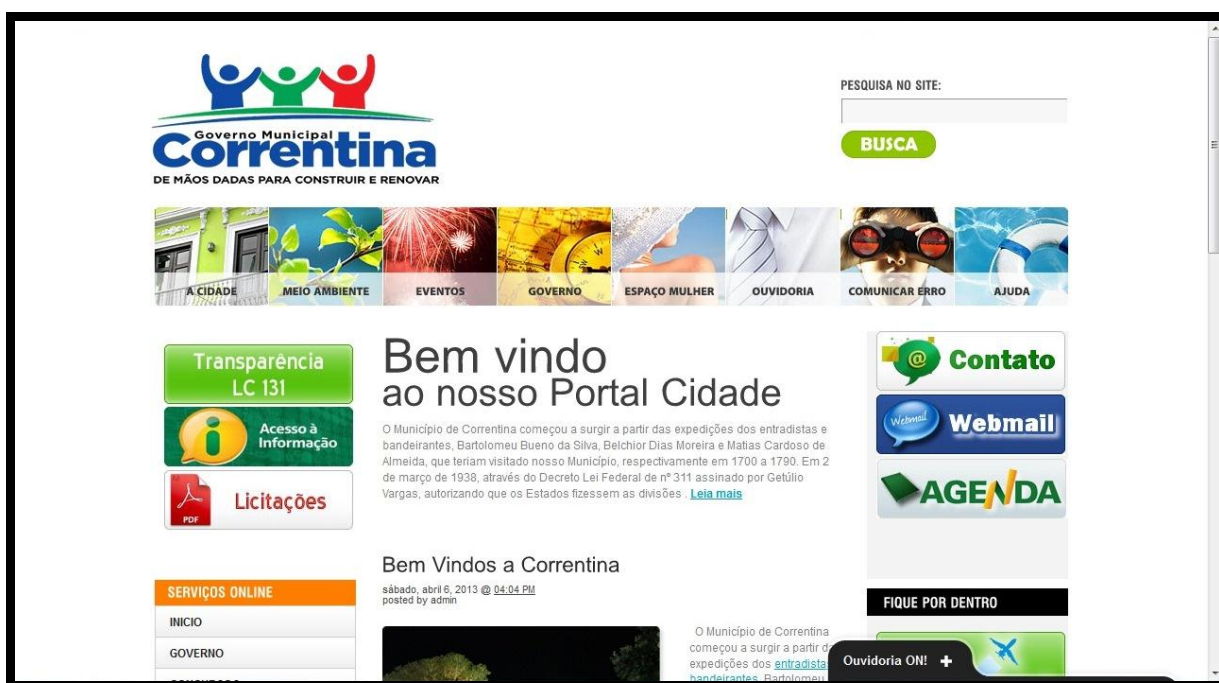 Governo Municipal
Correntina
DE MÃOS DADAS PARA CONSTRUIR E RENOVAR
PESQUISA NO SITE:
BUSCA
A CIDADE
MEIO AMBIENTE
EVENTOS
GOVERNO
ESPAÇO MULHER
OUVIDORIA
COMUNICAR ERRO
AJUDA
Transparência
LC 131
Acesso à
Informação
PDF
Licitações
Bem vindo
ao nosso Portal Cidade
O Município de Correntina começou a surgir a partir das expedições dos entradistas e
bandeirantes, Bartolomeu Bueno da Silva, Belchior Dias Moreira e Matias Cardoso de
Almeida, que teriam visitado nosso Município, respectivamente em 1700 a 1790. Em 2
de março de 1938, através do Decreto Lei Federal de nº 311 assinado por Getúlio
Vargas, autorizando que os Estados fizessem as divisões . Leia mais
@ Contato
Webmail Webmail
AGENDA
Bem Vindos a Correntina
sábado, abril 6, 2013 @ 04:04 PM
posted by admin
O Município de Correntina
começou a surgir a partir d
expedições dos entradista
bandeirantes, Bartolomeu
SERVIÇOS ONLINE
INICIO
GOVERNO
FIQUE POR DENTRO
Ouvidoria ON! +